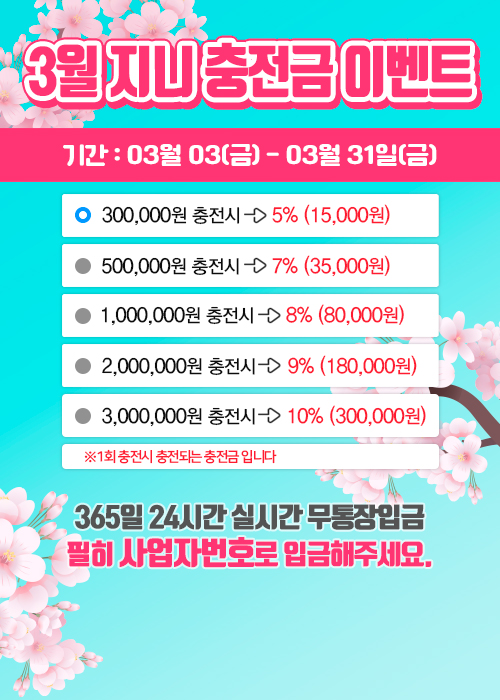 3월 지니 충전금 이벤트
기간 : 03월 03(금) - 03월 31일(금)
300,000원 충전시 -> 5% (15,000원)
500,000원 충전시 -> 7% (35,000원)
1,000,000원 충전시 -> 8% (80,000원)
2,000,000원 충전시 -> 9% (180,000원)
3,000,000원 충전시 -> 10% (300,000원)
※1회 충전시 충전되는 충전금 입니다
365일 24시간 실시간 무통장입금
필히 사업자번호로 입금해주세요.